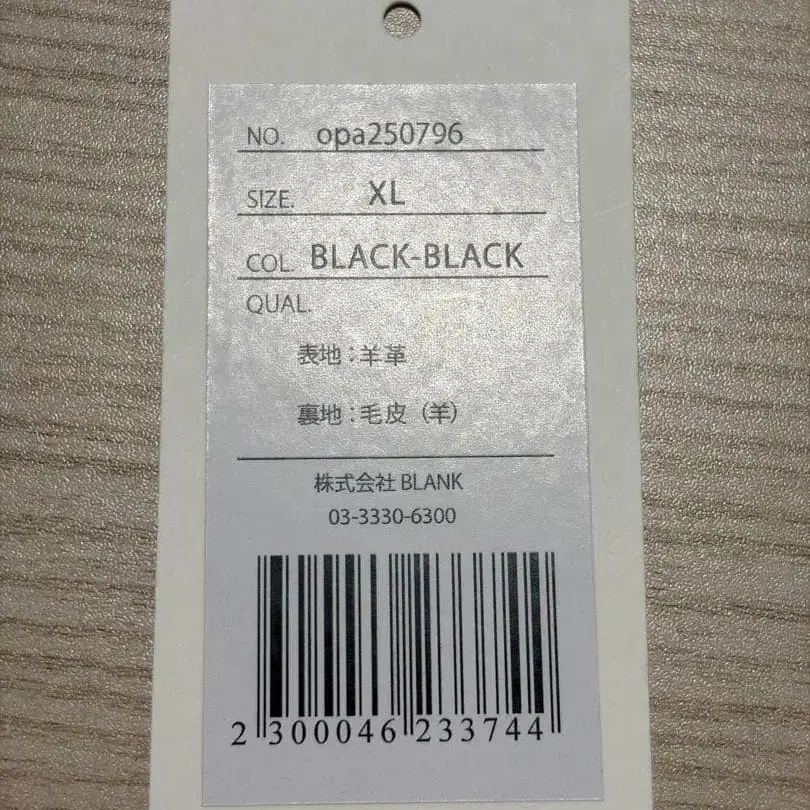 NO. opa250796
SIZE. XL
COL. BLACK-BLACK
QUAL.
表地：羊革
裏地：毛皮（羊）
株式会社 BLANK
03-3330-6300
2 300046 233744